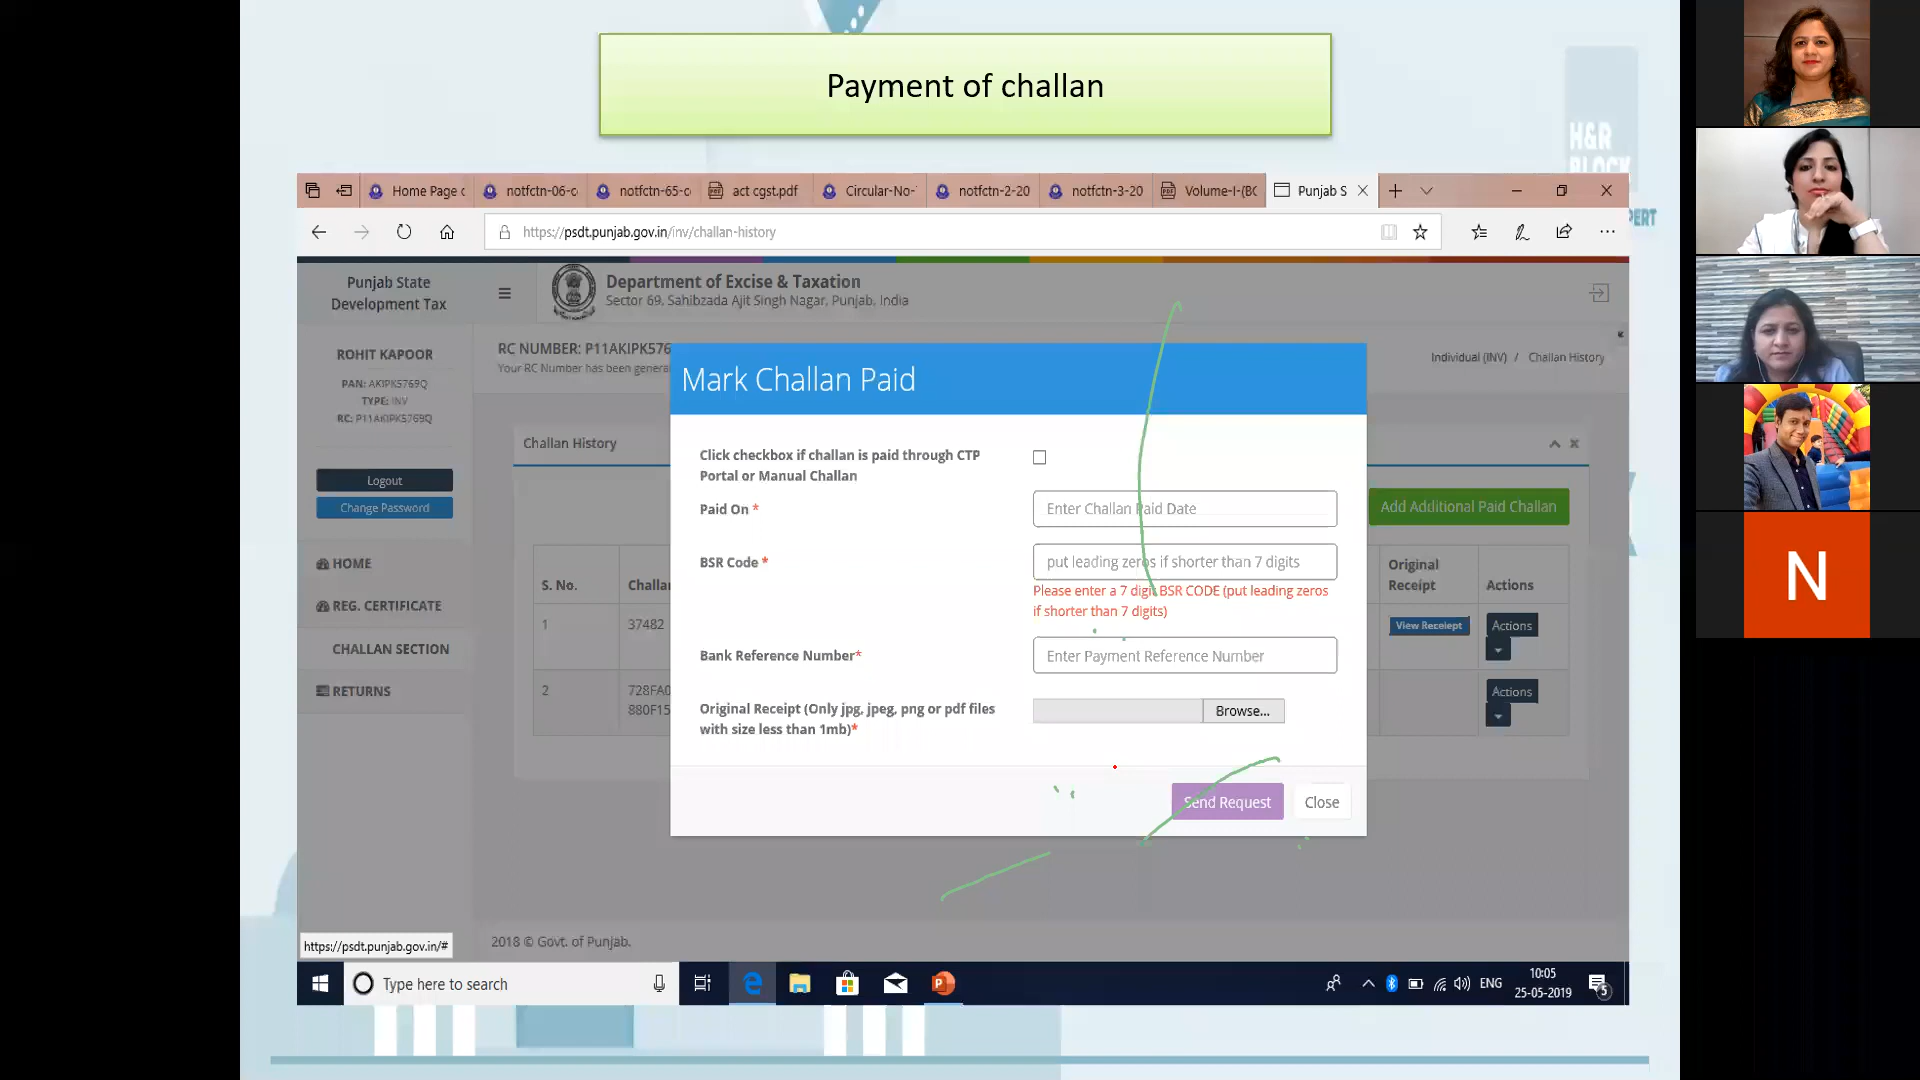 Payment of challan
H&R
BLOCK
Home Page c
notfctn-06-c
notfctn-65-c
act cgst.pdf
Circular-No-
notfctn-2-20
notfctn-3-20
Volume-I-(BC
Punjab S
https://psdt.punjab.gov.in/inv/challan-history
Punjab State
Development Tax
Department of Excise & Taxation
Sector 69, Sahibzada Ajit Singh Nagar, Punjab, India
ROHIT KAPOOR
PAN: AKIPK5769Q
TYPE: INV
RC: P11AKIPK5769Q
Logout
Change Password
HOME
REG. CERTIFICATE
CHALLAN SECTION
RETURNS
RC NUMBER: P11AKIPK576
Your RC Number has been genera
Individual (INV) / Challan History
Challan History
Add Additional Paid Challan
S. No.
Challan
Original
Receipt
Actions
1
37482
View Receiept
Actions
2
728FA0
880F15
Actions
Mark Challan Paid
Click checkbox if challan is paid through CTP
Portal or Manual Challan
Paid On *
Enter Challan Paid Date
BSR Code *
put leading zeros if shorter than 7 digits
Please enter a 7 digit BSR CODE (put leading zeros
if shorter than 7 digits)
Bank Reference Number*
Enter Payment Reference Number
Original Receipt (Only jpg, jpeg, png or pdf files
with size less than 1mb)*
Browse...
Send Request
Close
https://psdt.punjab.gov.in/#
2018 © Govt. of Punjab.
Type here to search
ENG
10:05
25-05-2019
5
N